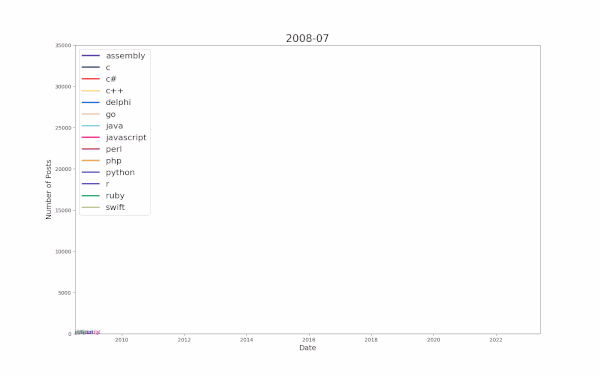 2008-07
35000
30000
25000
20000
15000
10000
5000
0
Number of Posts
assembly
c
c#
c++
delphi
go
java
javascript
perl
php
python
r
ruby
swift
2010 2012 2014 2016 2018 2020 2022
Date